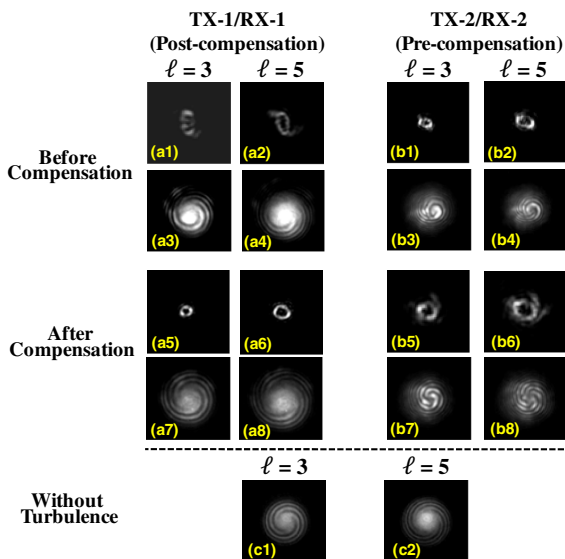 TX-1/RX-1 TX-2/RX-2
(Post-compensation) (Pre-compensation)
ℓ = 3 ℓ = 5 ℓ = 3 ℓ = 5
Before
Compensation
(a1) (a2) (b1) (b2)
(a3) (a4) (b3) (b4)
After
Compensation
(a5) (a6) (b5) (b6)
(a7) (a8) (b7) (b8)
ℓ = 3 ℓ = 5
Without
Turbulence
(c1) (c2)